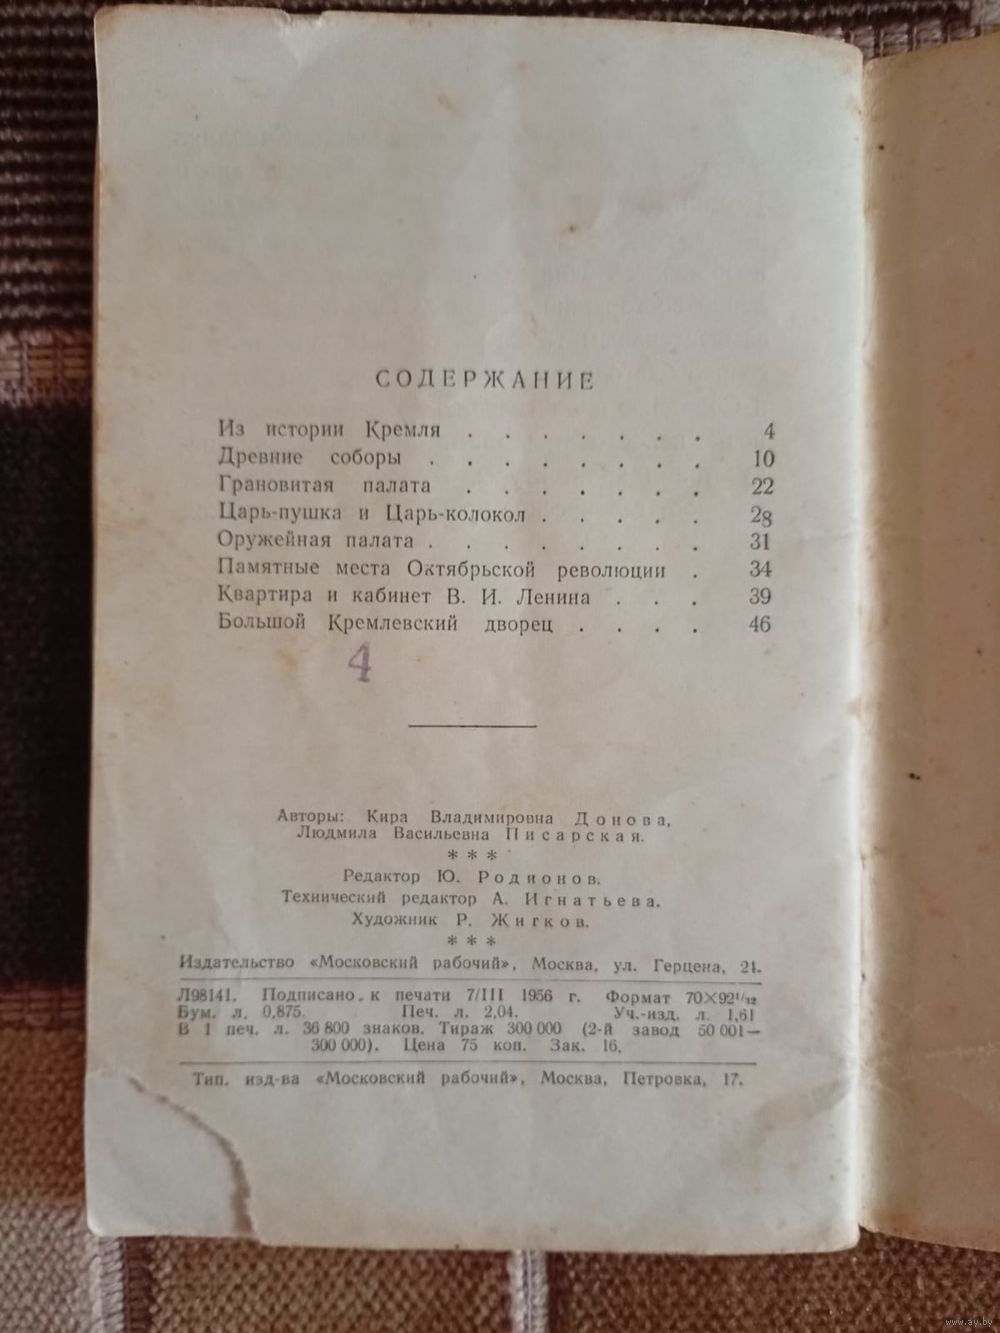 СОДЕРЖАНИЕ
Из истории Кремля . . . . . . . 4
Древние соборы . . . . . . . . 10
Грановитая палата . . . . . . . 22
Царь-пушка и Царь-колокол . . . . . 28
Оружейная палата . . . . . . . . 31
Памятные места Октябрьской революции . 34
Квартира и кабинет В. И. Ленина . . . 39
Большой Кремлевский дворец . . . . 46
4
Авторы: Кира Владимировна Донова,
Людмила Васильевна Писарская.
* * *
Редактор Ю. Родионов.
Технический редактор А. Игнатьева.
Художник Р. Житков.
* * *
Издательство «Московский рабочий», Москва, ул. Герцена, 21.
Л98141. Подписано к печати 7/III 1956 г. Формат 70×92¹/₁₂
Бум. л. 0,875. Печ. л. 2,04. Уч.-изд. л. 1,61
В 1 печ. л. 36 800 знаков. Тираж 300 000 (2-й завод 50 001—
300 000). Цена 75 коп. Зак. 16.
Тип. изд-ва «Московский рабочий», Москва, Петровка, 17.
www.ay.by